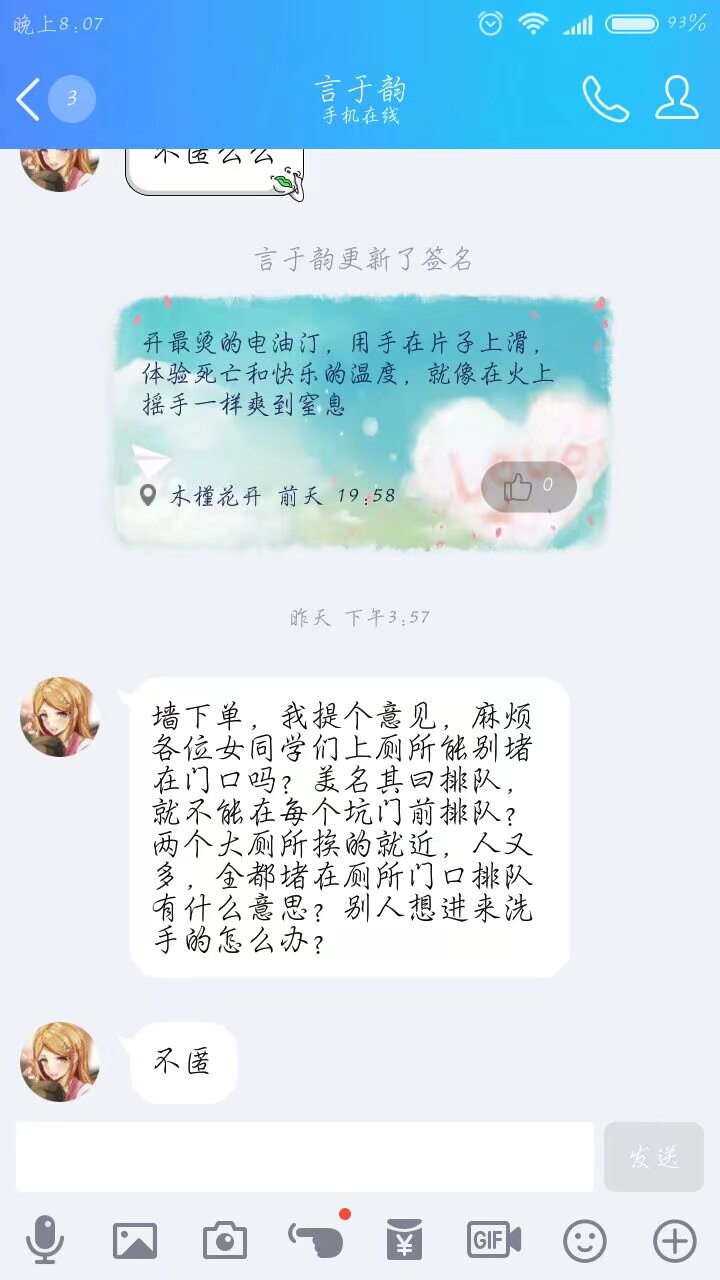 晚上8:07
93%
3
言于韵
手机在线
不匿么么
言于韵更新了签名
开最烫的电油汀，用手在片子上滑，
体验死亡和快乐的温度，就像在火上
摇手一样爽到窒息
Love
木槿花开 前天 19:58
0
昨天 下午3:57
墙下单，我提个意见，麻烦
各位女同学们上厕所能别堵
在门口吗？美名其曰排队，
就不能在每个坑门前排队？
两个大厕所挨的就近，人又
多，全都堵在厕所门口排队
有什么意思？别人想进来洗
手的怎么办？
不匿
发送
¥
GIF